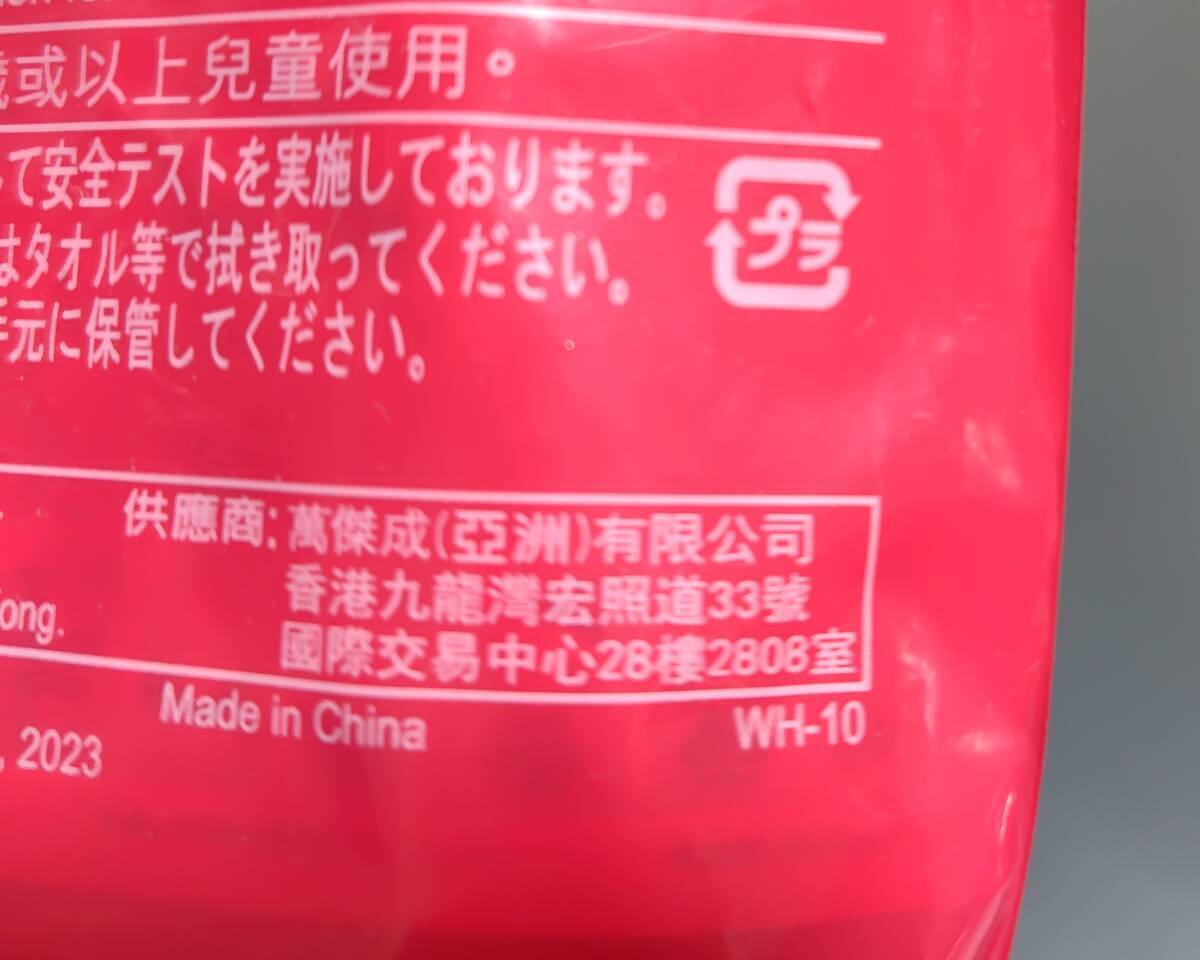 歲或以上兒童使用。
て安全テストを実施しております。
はタオル等で拭き取ってください。
手元に保管してください。
プラ
供應商: 萬傑成(亞洲)有限公司
香港九龍灣宏照道33號
ong.
國際交易中心28樓2808室
Made in China
WH-10
, 2023